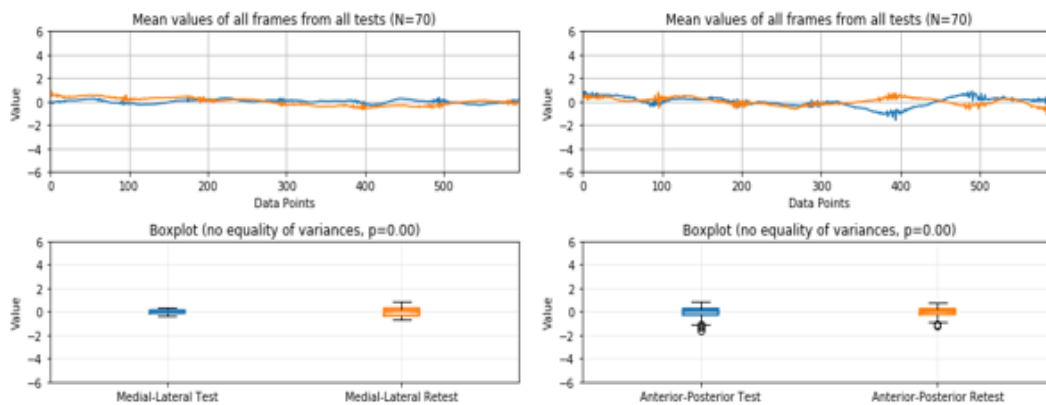 Mean values of all frames from all tests (N=70)
6
4
2
0
−2
−4
−6
Value
0 100 200 300 400 500
Data Points
Mean values of all frames from all tests (N=70)
6
4
2
0
−2
−4
−6
Value
0 100 200 300 400 500
Data Points
Boxplot (no equality of variances, p=0.00)
6
4
2
0
−2
−4
−6
Value
Medial-Lateral Test Medial-Lateral Retest
Boxplot (no equality of variances, p=0.00)
6
4
2
0
−2
−4
−6
Value
Anterior-Posterior Test Anterior-Posterior Retest